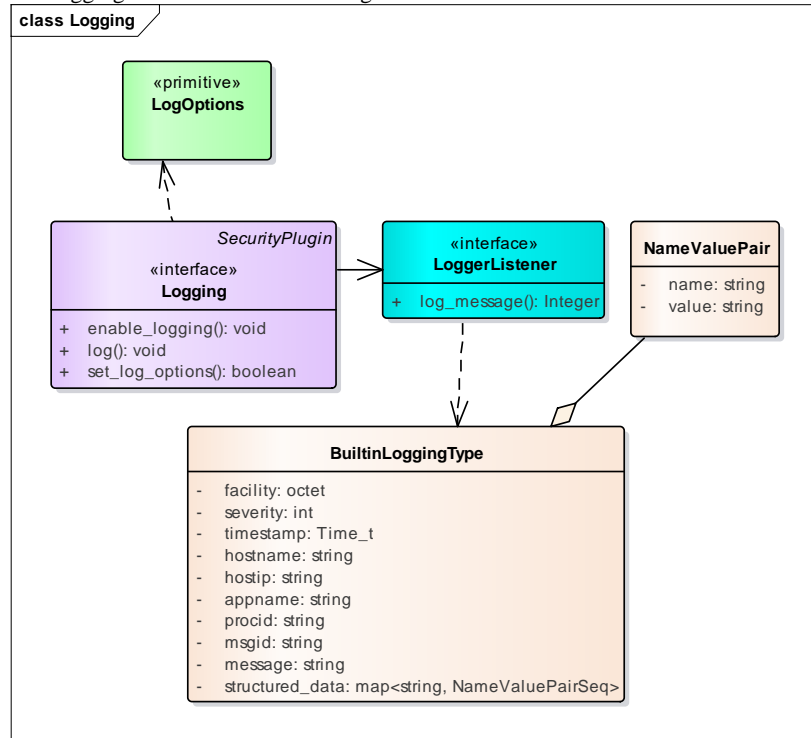 class Logging
«primitive»
LogOptions
SecurityPlugin
«interface»
Logging
+ enable_logging(): void
+ log(): void
+ set_log_options(): boolean
«interface»
LoggerListener
+ log_message(): Integer
NameValuePair
- name: string
- value: string
BuiltinLoggingType
- facility: octet
- severity: int
- timestamp: Time_t
- hostname: string
- hostip: string
- appname: string
- procid: string
- msgid: string
- message: string
- structured_data: map<string, NameValuePairSeq>